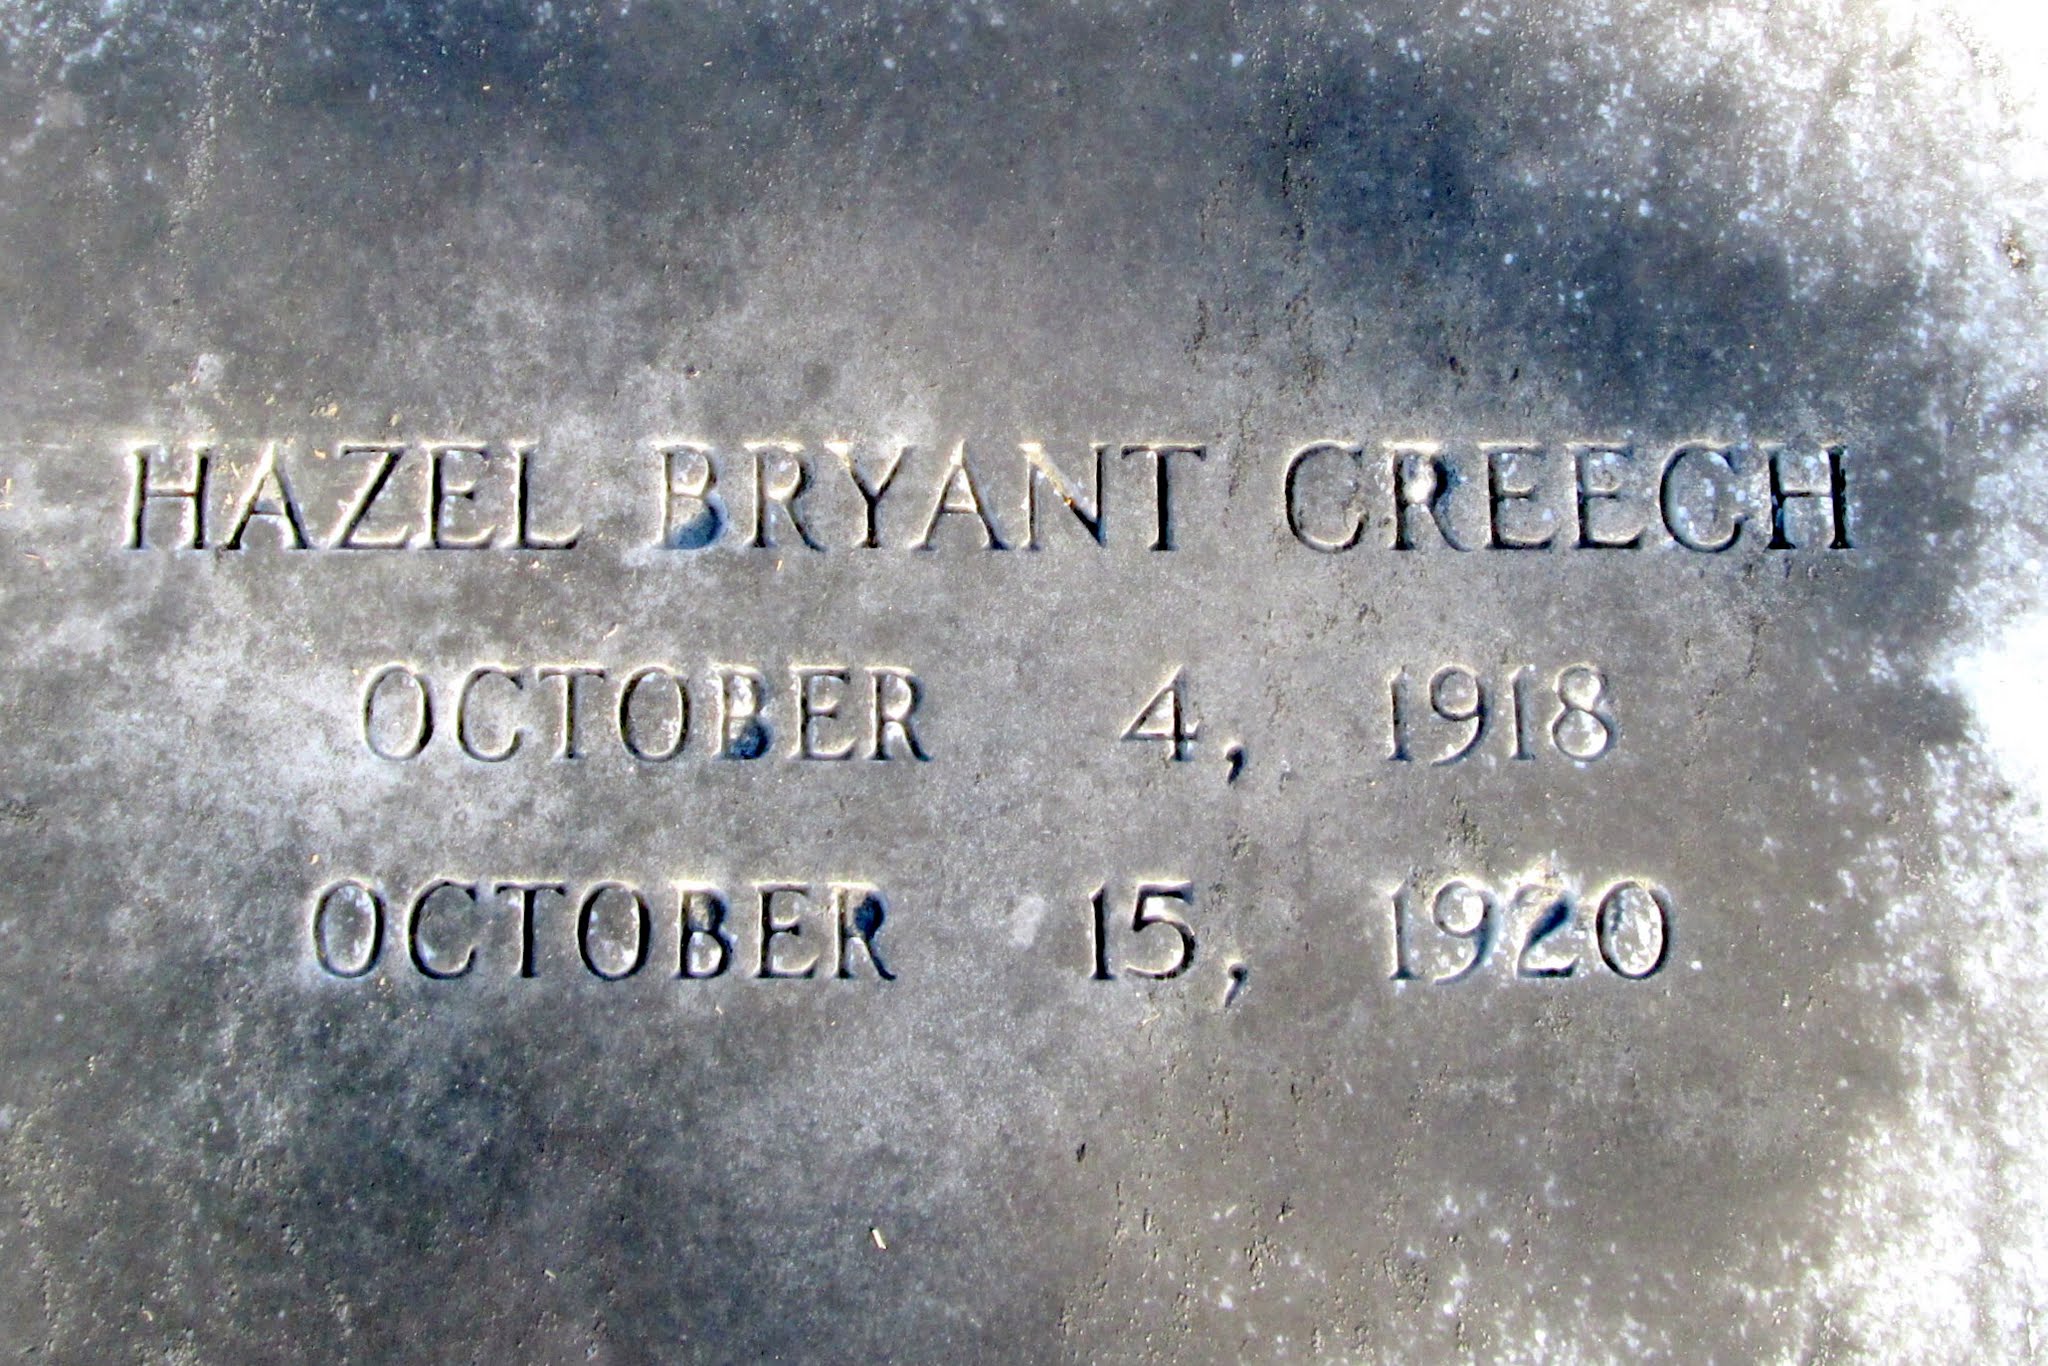 HAZEL BRYANT CREECH
OCTOBER 4, 1918
OCTOBER 15, 1920